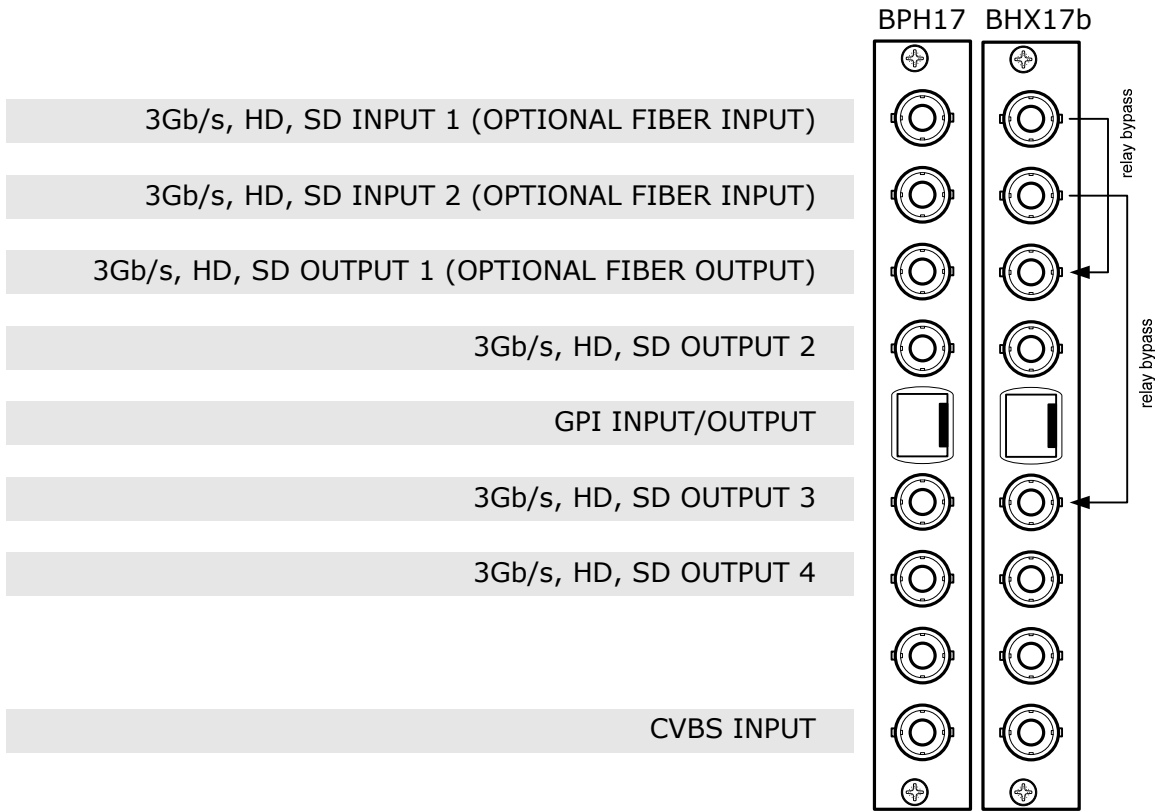 BPH17 BHX17b
3Gb/s, HD, SD INPUT 1 (OPTIONAL FIBER INPUT)
relay bypass
3Gb/s, HD, SD INPUT 2 (OPTIONAL FIBER INPUT)
3Gb/s, HD, SD OUTPUT 1 (OPTIONAL FIBER OUTPUT)
3Gb/s, HD, SD OUTPUT 2
relay bypass
GPI INPUT/OUTPUT
3Gb/s, HD, SD OUTPUT 3
3Gb/s, HD, SD OUTPUT 4
CVBS INPUT